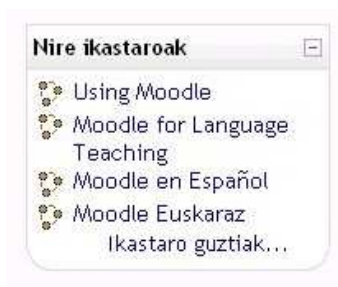 Nire ikastaroak
Using Moodle
Moodle for Language
Teaching
Moodle en Español
Moodle Euskaraz
Ikastaro guztiak...